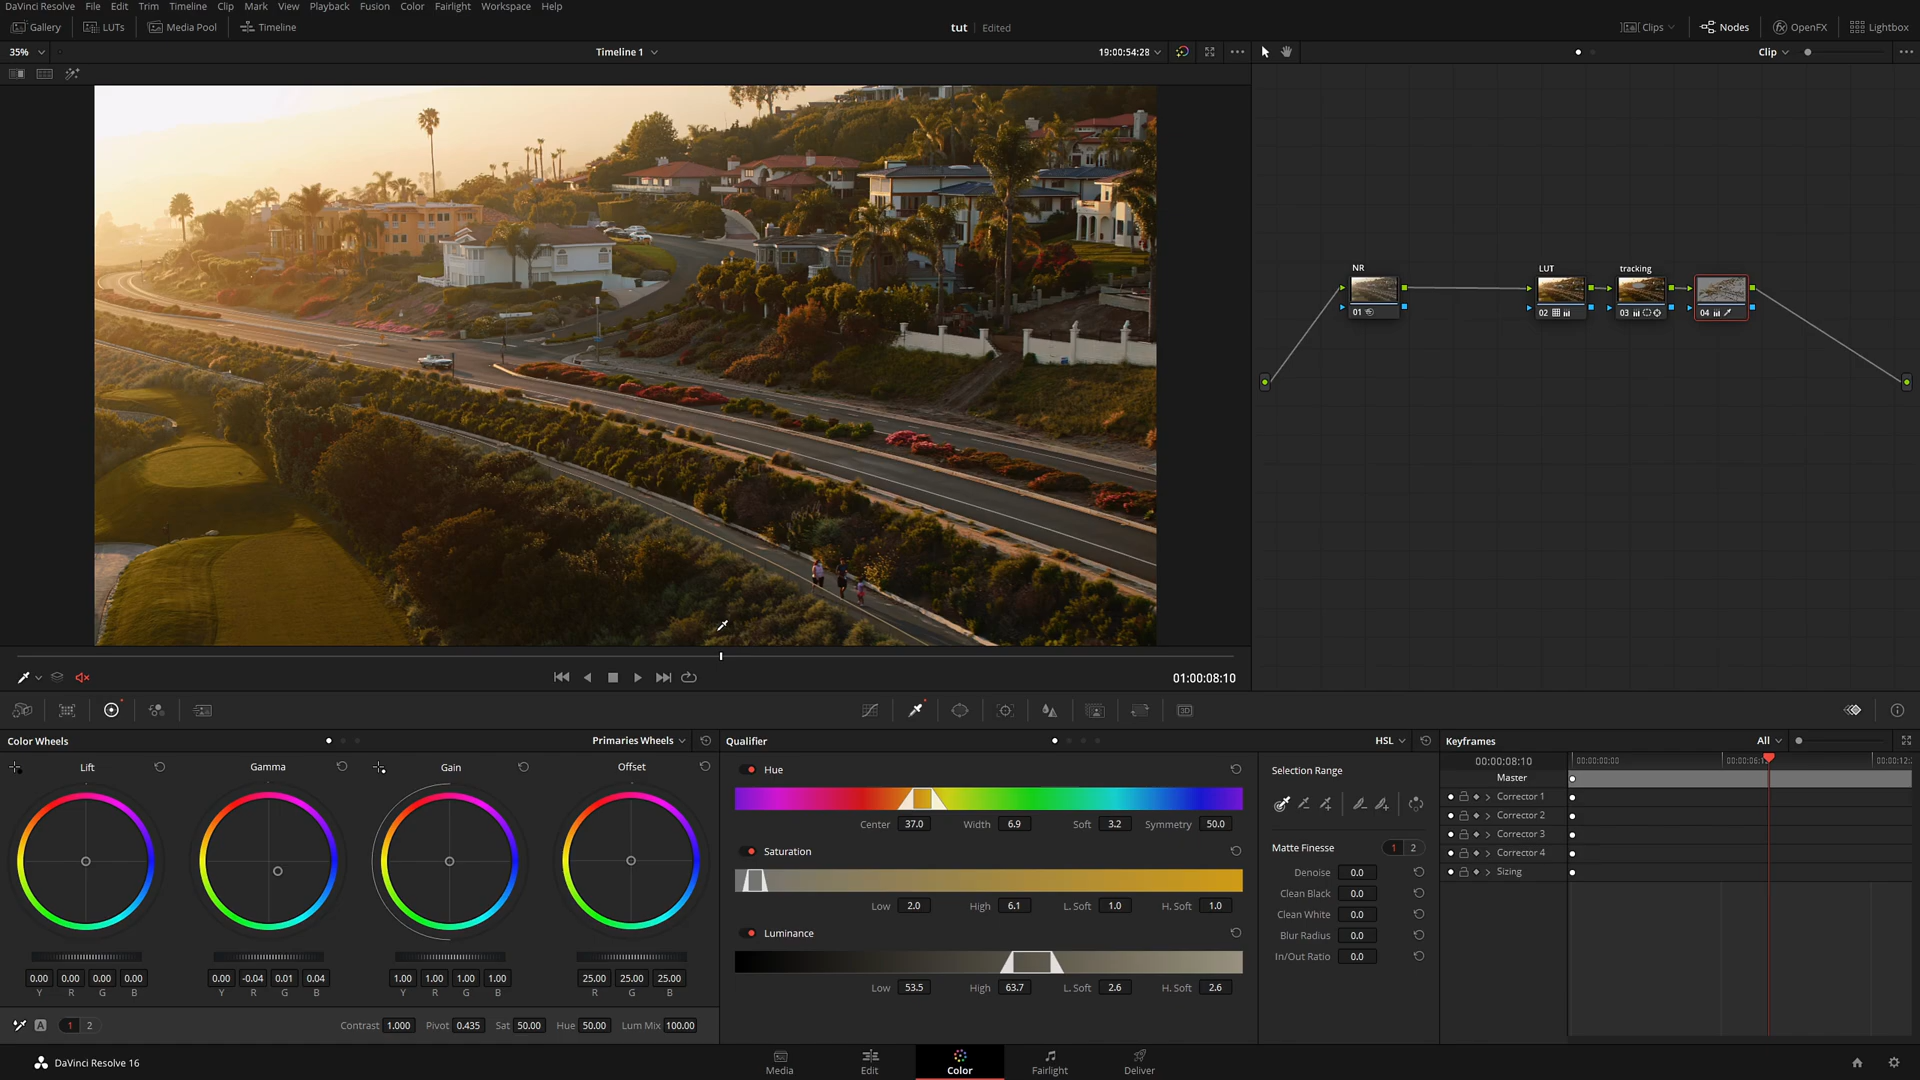 DaVinci Resolve File Edit Trim Timeline Clip Mark View Playback Fusion Color Fairlight Workspace Help
Gallery LUTs Media Pool Timeline tut Edited Clips Nodes OpenFX Lightbox
35% Timeline 1 19:00:54:28 Clip
NR LUT tracking
01 02 03 04
01:00:08:10
Color Wheels Primaries Wheels Qualifier HSL Keyframes All
Lift Gamma Gain Offset
0.00 0.00 0.00 0.00 0.00 -0.04 0.01 0.04 1.00 1.00 1.00 1.00 25.00 25.00 25.00
Y R G B Y R G B Y R G B R G B
A 1 2 Contrast 1.000 Pivot 0.435 Sat 50.00 Hue 50.00 Lum Mix 100.00
Hue
Center 37.0 Width 6.9 Soft 3.2 Symmetry 50.0
Saturation
Low 2.0 High 6.1 L. Soft 1.0 H. Soft 1.0
Luminance
Low 53.5 High 63.7 L. Soft 2.6 H. Soft 2.6
Selection Range
Matte Finesse 1 2
Denoise 0.0
Clean Black 0.0
Clean White 0.0
Blur Radius 0.0
In/Out Ratio 0.0
00:00:08:10 00:00:00:00
Master
Corrector 1
Corrector 2
Corrector 3
Corrector 4
Sizing
DaVinci Resolve 16 Media Edit Color Fairlight Deliver